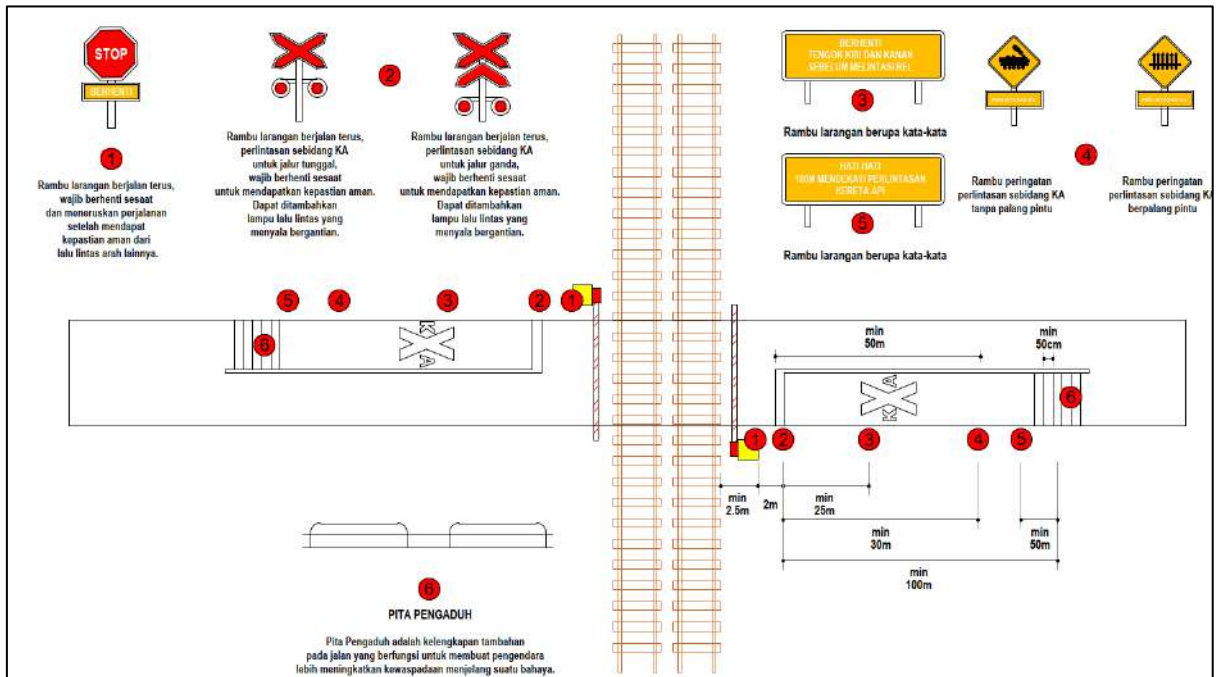 STOP
BERHENTI
1
Rambu larangan berjalan terus,
wajib berhenti sesaat
dan meneruskan perjalanan
setelah mendapat
kepastian aman dari
lalu lintas arah lainnya.
2
Rambu larangan berjalan terus,
perlintasan sebidang KA
untuk jalur tunggal,
wajib berhenti sesaat
untuk mendapatkan kepastian aman.
Dapat ditambahkan
lampu lalu lintas yang
menyala bergantian.
Rambu larangan berjalan terus,
perlintasan sebidang KA
untuk jalur ganda,
wajib berhenti sesaat
untuk mendapatkan kepastian aman.
Dapat ditambahkan
lampu lalu lintas yang
menyala bergantian.
BERHENTI
TENGOK KIRI DAN KANAN
SEBELUM MELINTASI REL
3
Rambu larangan berupa kata-kata
HATI HATI
100M MENDEKATI PERLINTASAN
KERETA API
5
Rambu larangan berupa kata-kata
4
Rambu peringatan
perlintasan sebidang KA
tanpa palang pintu
Rambu peringatan
perlintasan sebidang KA
berpalang pintu
5
4
3
2
1
6
K A
min
50m
min
50cm
K A
6
1
2
3
4
5
min
2.5m
2m
min
25m
min
30m
min
50m
min
100m
6
PITA PENGADUH
Pita Pengaduh adalah kelengkapan tambahan
pada jalan yang berfungsi untuk membuat pengendara
lebih meningkatkan kewaspadaan menjelang suatu bahaya.